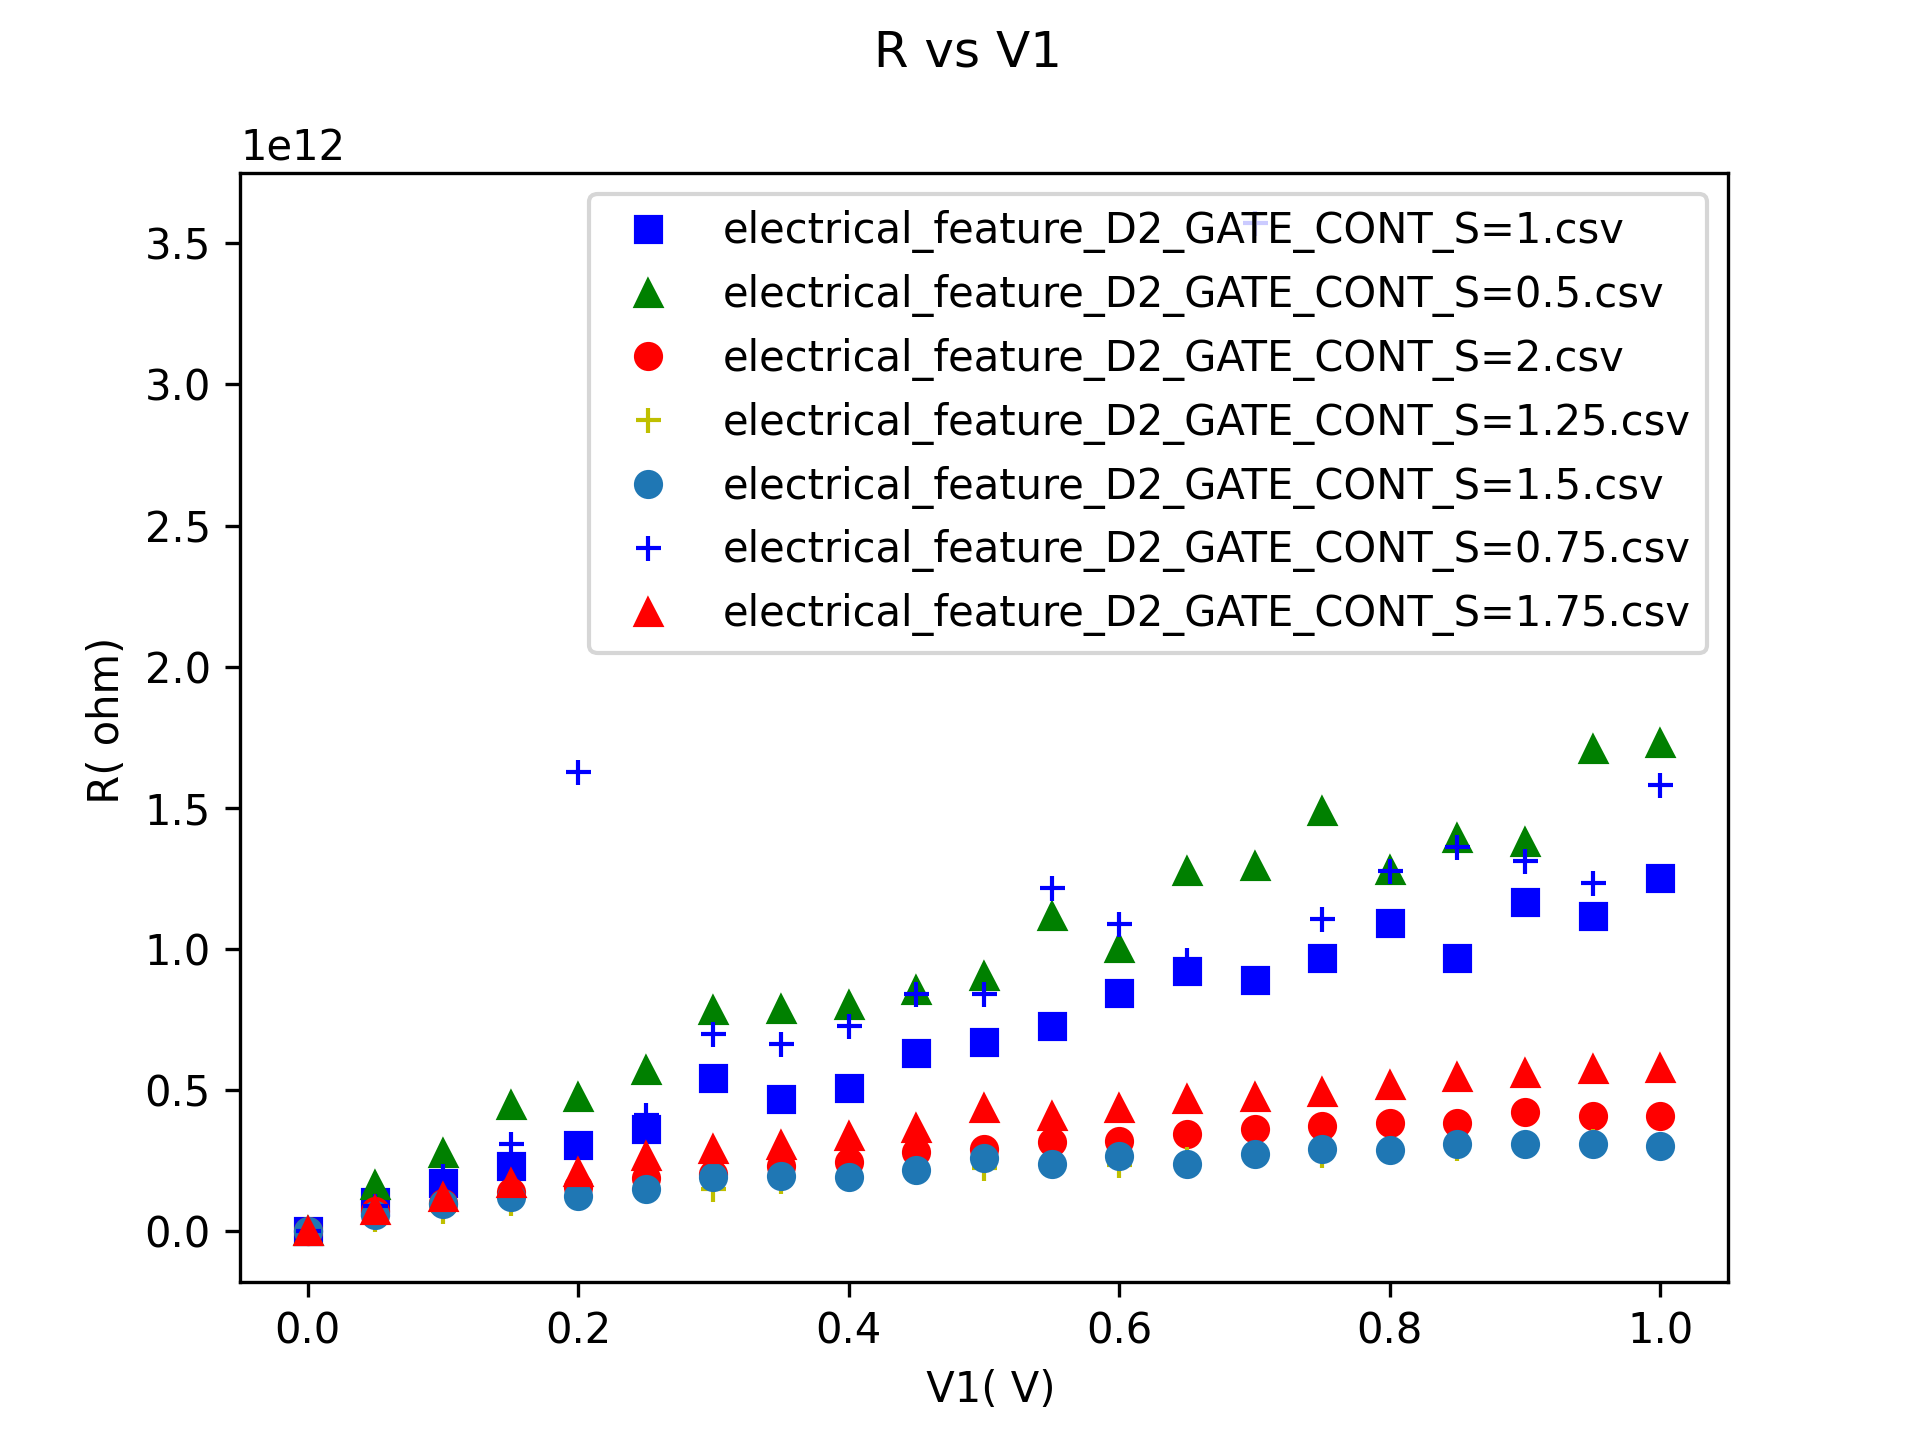 R vs V1
1e12
electrical_feature_D2_GATE_CONT_S=1.csv
electrical_feature_D2_GATE_CONT_S=0.5.csv
electrical_feature_D2_GATE_CONT_S=2.csv
electrical_feature_D2_GATE_CONT_S=1.25.csv
electrical_feature_D2_GATE_CONT_S=1.5.csv
electrical_feature_D2_GATE_CONT_S=0.75.csv
electrical_feature_D2_GATE_CONT_S=1.75.csv
3.5
3.0
2.5
2.0
1.5
1.0
0.5
0.0
R( ohm)
0.0 0.2 0.4 0.6 0.8 1.0
V1( V)